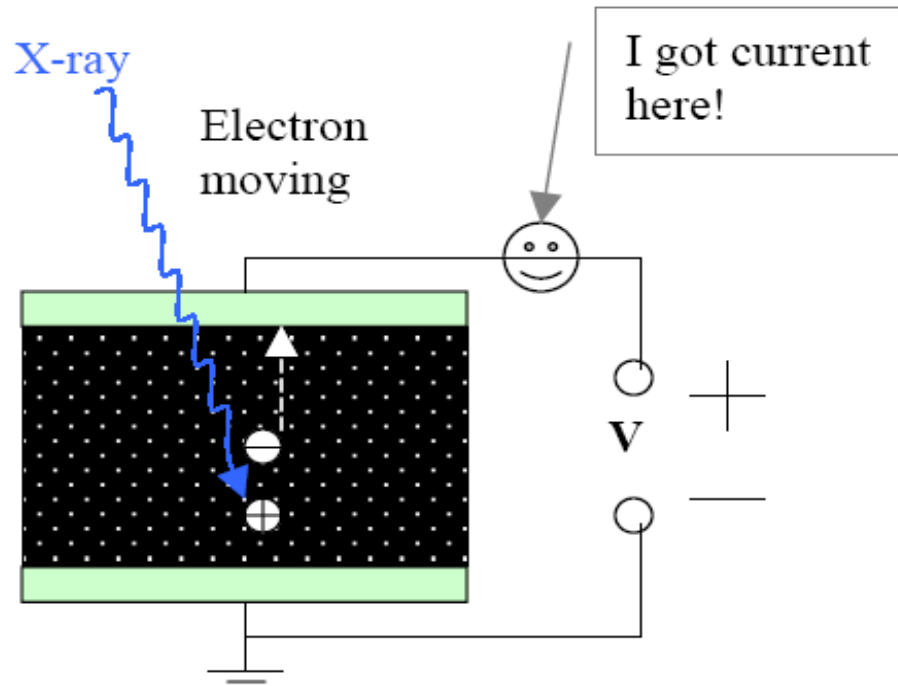 X-ray
Electron
moving
I got current
here!
V
+
—